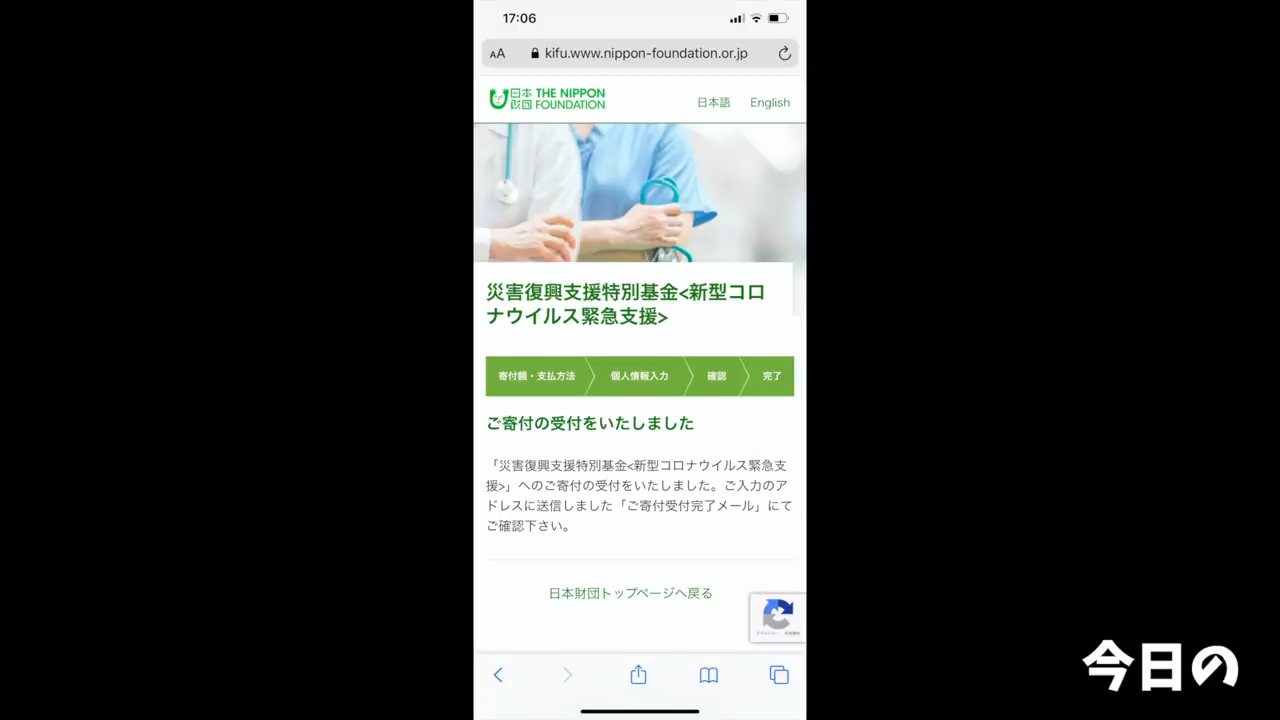 17:06
AA kifu.www.nippon-foundation.or.jp
日本財団 THE NIPPON FOUNDATION
日本語 English
災害復興支援特別基金<新型コロ
ナウイルス緊急支援>
寄付額・支払方法 個人情報入力 確認 完了
ご寄付の受付をいたしました
「災害復興支援特別基金<新型コロナウイルス緊急支
援>」へのご寄付の受付をいたしました。ご入力のア
ドレスに送信しました「ご寄付受付完了メール」にて
ご確認下さい。
日本財団トップページへ戻る
今日の